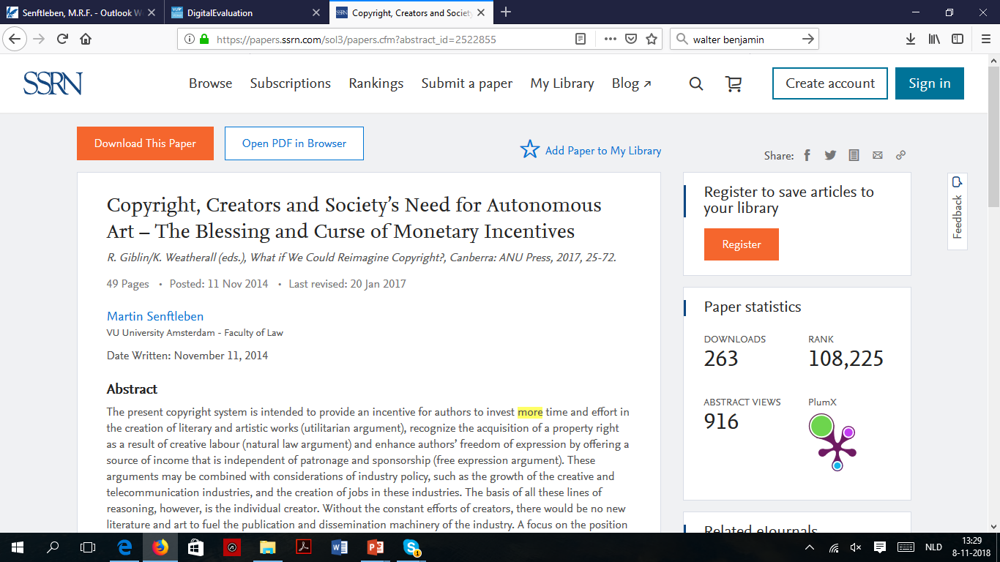 Senftleben, M.R.F. - Outlook W
DigitalEvaluation
Copyright, Creators and Society
https://papers.ssrn.com/sol3/papers.cfm?abstract_id=2522855
walter benjamin
SSRN
Browse
Subscriptions
Rankings
Submit a paper
My Library
Blog ↗
Create account
Sign in
Download This Paper
Open PDF in Browser
Add Paper to My Library
Share:
Copyright, Creators and Society’s Need for Autonomous
Art – The Blessing and Curse of Monetary Incentives
R. Giblin/K. Weatherall (eds.), What if We Could Reimagine Copyright?, Canberra: ANU Press, 2017, 25-72.
49 Pages • Posted: 11 Nov 2014 • Last revised: 20 Jan 2017
Martin Senftleben
VU University Amsterdam - Faculty of Law
Date Written: November 11, 2014
Abstract
The present copyright system is intended to provide an incentive for authors to invest more time and effort in
the creation of literary and artistic works (utilitarian argument), recognize the acquisition of a property right
as a result of creative labour (natural law argument) and enhance authors’ freedom of expression by offering a
source of income that is independent of patronage and sponsorship (free expression argument). These
arguments may be combined with considerations of industry policy, such as the growth of the creative and
telecommunication industries, and the creation of jobs in these industries. The basis of all these lines of
reasoning, however, is the individual creator. Without the constant efforts of creators, there would be no new
literature and art to fuel the publication and dissemination machinery of the industry. A focus on the position
Register to save articles to
your library
Register
Feedback
Paper statistics
DOWNLOADS
263
RANK
108,225
ABSTRACT VIEWS
916
PlumX
Related eJournals
NLD
13:29
8-11-2018